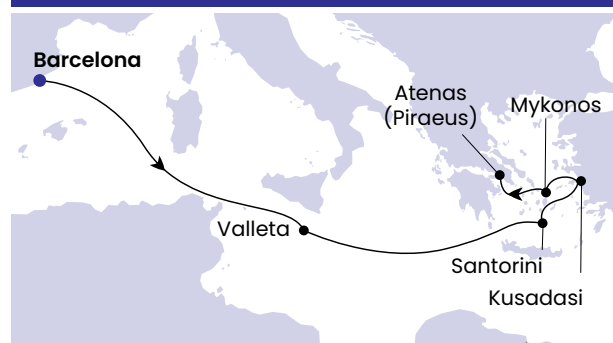 Barcelona
Atenas
(Piraeus)
Mykonos
Valleta
Santorini
Kusadasi